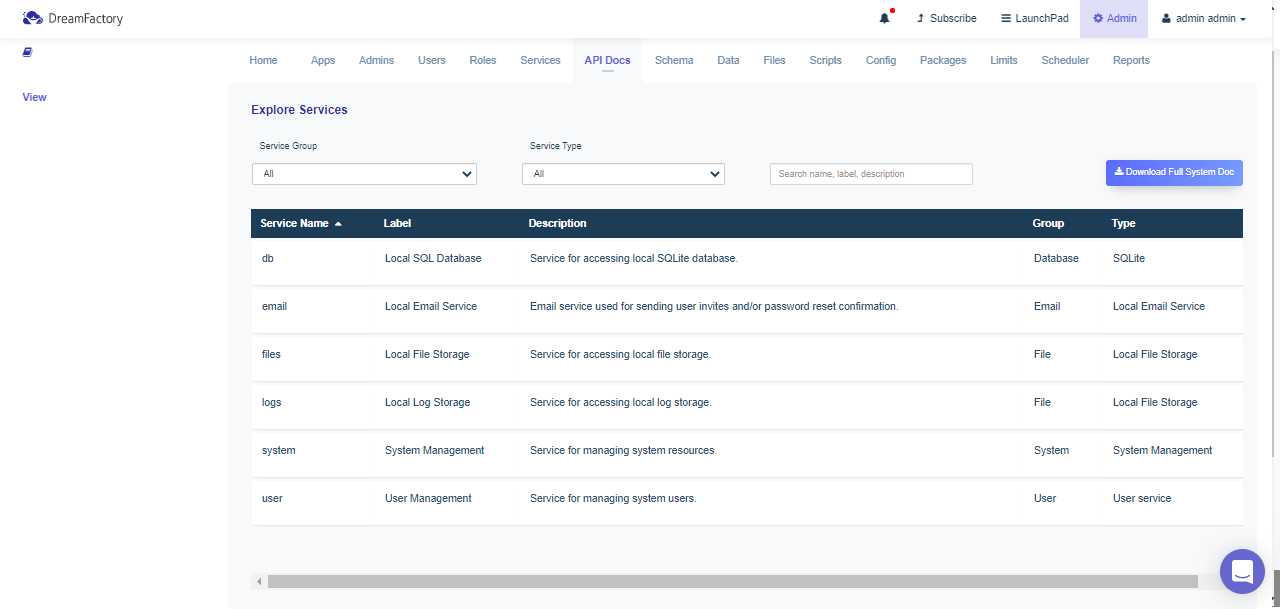 DreamFactory
Subscribe
LaunchPad
Admin
admin admin
Home
Apps
Admins
Users
Roles
Services
API Docs
Schema
Data
Files
Scripts
Config
Packages
Limits
Scheduler
Reports
View
Explore Services
Service Group
Service Type
All
All
Search name, label, description
Download Full System Doc
Service Name Label Description Group Type
db Local SQL Database Service for accessing local SQLite database. Database SQLite
email Local Email Service Email service used for sending user invites and/or password reset confirmation. Email Local Email Service
files Local File Storage Service for accessing local file storage. File Local File Storage
logs Local Log Storage Service for accessing local log storage. File Local File Storage
system System Management Service for managing system resources. System System Management
user User Management Service for managing system users. User User service